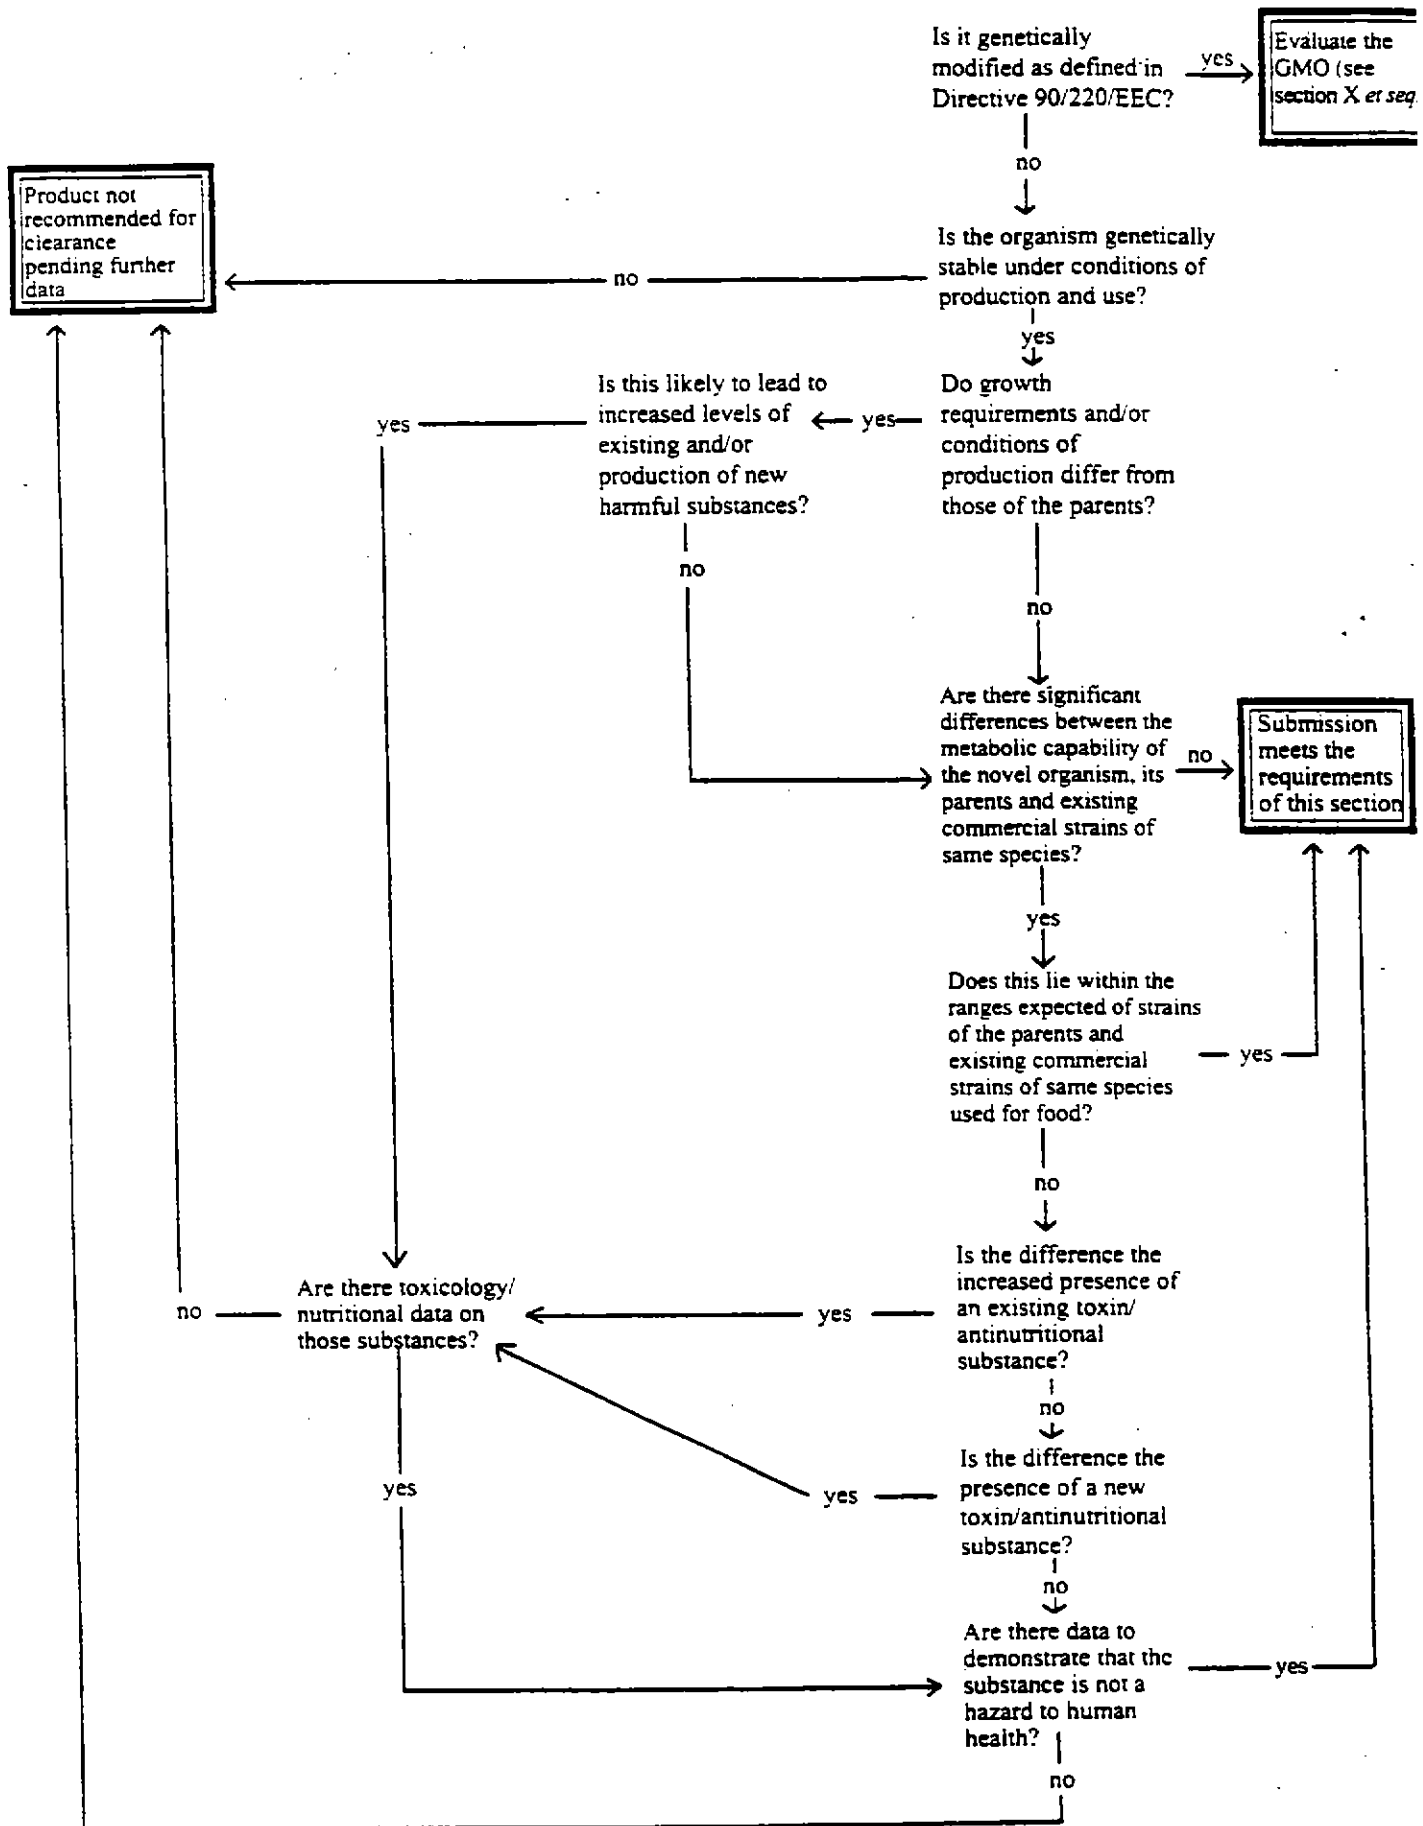 Is it genetically
modified as defined in
Directive 90/220/EEC?
yes
Evaluate the
GMO (see
section X et seq.
no
Product not
recommended for
clearance
pending further
data
Is the organism genetically
stable under conditions of
production and use?
no
yes
Is this likely to lead to
increased levels of
existing and/or
production of new
harmful substances?
Do growth
requirements and/or
conditions of
production differ from
those of the parents?
yes
yes
no
no
Are there significant
differences between the
metabolic capability of
the novel organism, its
parents and existing
commercial strains of
same species?
no
Submission
meets the
requirements
of this section
yes
Does this lie within the
ranges expected of strains
of the parents and
existing commercial
strains of same species
used for food?
yes
no
Are there toxicology/
nutritional data on
those substances?
no
yes
Is the difference the
increased presence of
an existing toxin/
antinutritional
substance?
no
yes
yes
Is the difference the
presence of a new
toxin/antinutritional
substance?
no
Are there data to
demonstrate that the
substance is not a
hazard to human
health?
yes
no